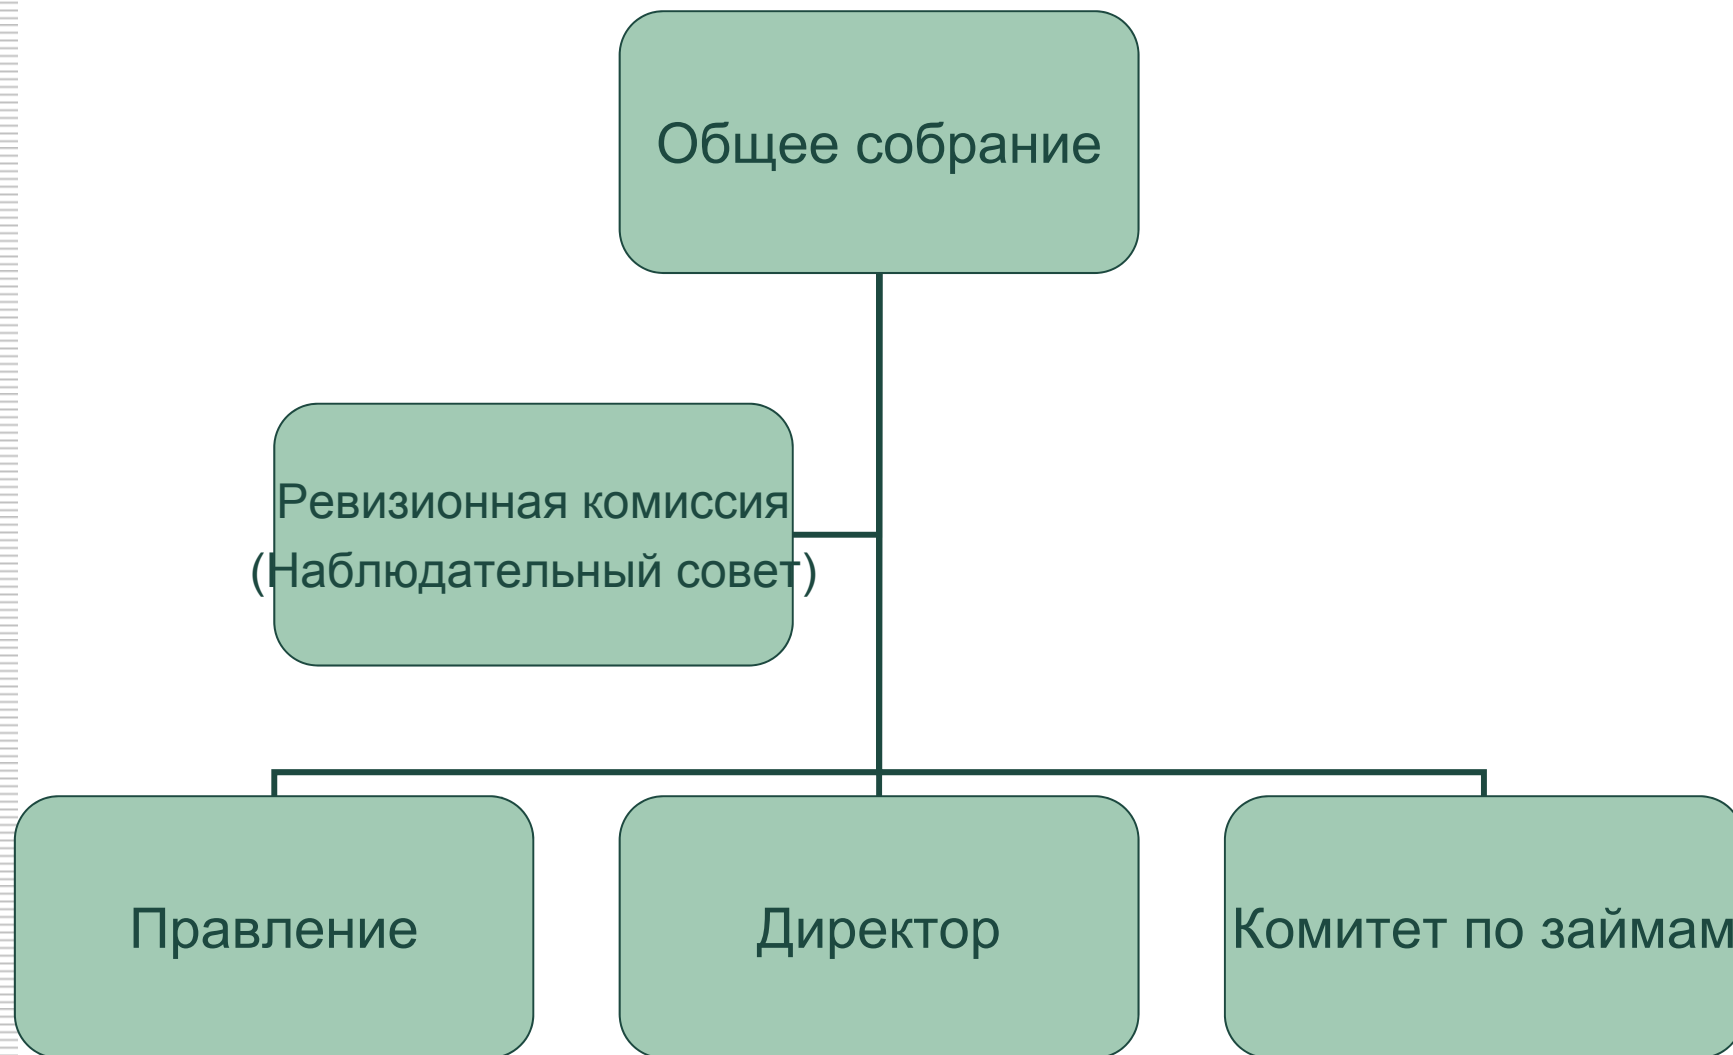 Общее собрание
Ревизионная комиссия
(Наблюдательный совет)
Правление
Директор
Комитет по займам